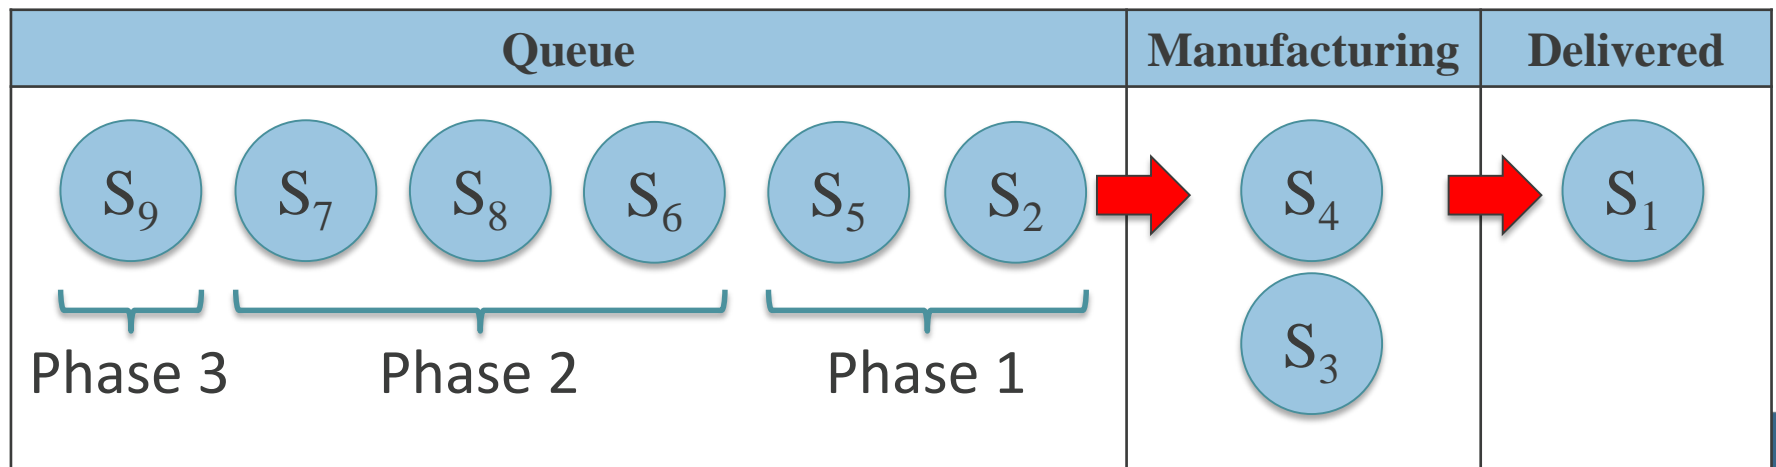 Queue Manufacturing Delivered
S₉ S₇ S₈ S₆ S₅ S₂ S₄ S₁
S₃
Phase 3 Phase 2 Phase 1